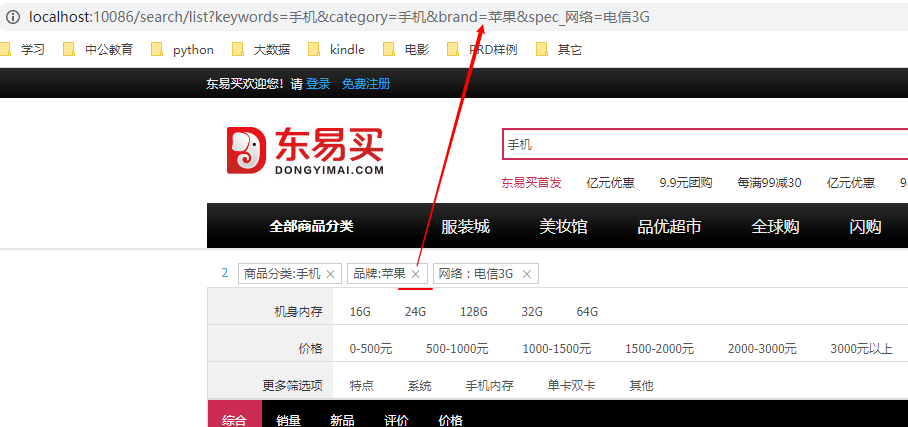 localhost:10086/search/list?keywords=手机&category=手机&brand=苹果&spec_网络=电信3G
学习 中公教育 python 大数据 kindle 电影 PRD样例 其它
东易买欢迎您！请 登录 免费注册
东易买
DONGYIMAI.COM
手机
东易买首发 亿元优惠 9.9元团购 每满99减30 亿元优惠 9
全部商品分类 服装城 美妆馆 品优超市 全球购 闪购
2 商品分类:手机 × 品牌:苹果 × 网络：电信3G ×
机身内存 16G 24G 128G 32G 64G
价格 0-500元 500-1000元 1000-1500元 1500-2000元 2000-3000元 3000元以上
更多筛选项 特点 系统 手机内存 单卡双卡 其他
综合 销量 新品 评价 价格